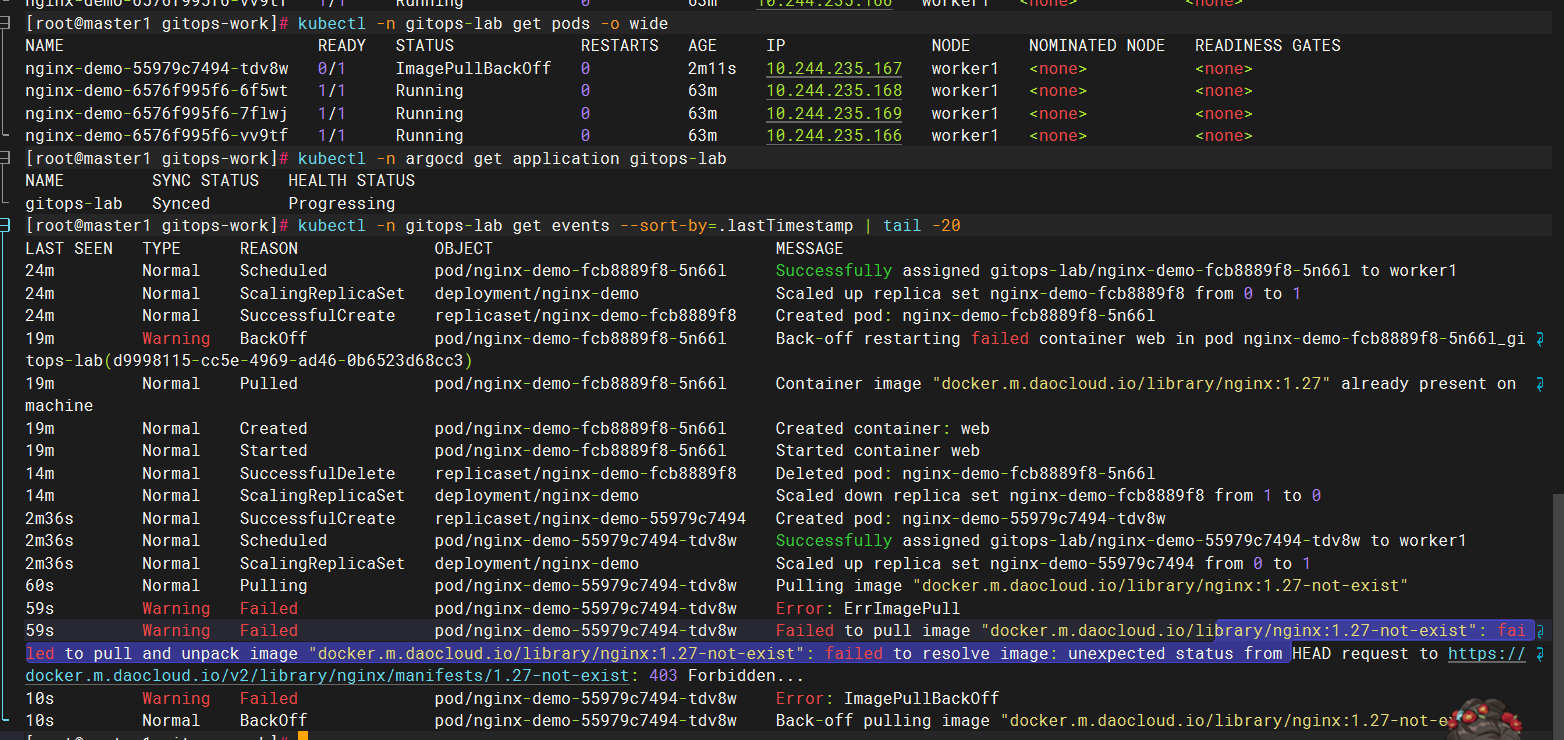 nginx-demo-6576f995f6-vv9tf   1/1     Running            0          63m     10.244.235.166   worker1   <none>           <none>
[root@master1 gitops-work]# kubectl -n gitops-lab get pods -o wide
NAME                          READY   STATUS             RESTARTS   AGE     IP               NODE      NOMINATED NODE   READINESS GATES
nginx-demo-55979c7494-tdv8w   0/1     ImagePullBackOff   0          2m11s   10.244.235.167   worker1   <none>           <none>
nginx-demo-6576f995f6-6f5wt   1/1     Running            0          63m     10.244.235.168   worker1   <none>           <none>
nginx-demo-6576f995f6-7flwj   1/1     Running            0          63m     10.244.235.169   worker1   <none>           <none>
nginx-demo-6576f995f6-vv9tf   1/1     Running            0          63m     10.244.235.166   worker1   <none>           <none>
[root@master1 gitops-work]# kubectl -n argocd get application gitops-lab
NAME         SYNC STATUS   HEALTH STATUS
gitops-lab   Synced        Progressing
[root@master1 gitops-work]# kubectl -n gitops-lab get events --sort-by=.lastTimestamp | tail -20
LAST SEEN   TYPE      REASON              OBJECT                             MESSAGE
24m         Normal    Scheduled           pod/nginx-demo-fcb8889f8-5n66l     Successfully assigned gitops-lab/nginx-demo-fcb8889f8-5n66l to worker1
24m         Normal    ScalingReplicaSet   deployment/nginx-demo              Scaled up replica set nginx-demo-fcb8889f8 from 0 to 1
24m         Normal    SuccessfulCreate    replicaset/nginx-demo-fcb8889f8    Created pod: nginx-demo-fcb8889f8-5n66l
19m         Warning   BackOff             pod/nginx-demo-fcb8889f8-5n66l     Back-off restarting failed container web in pod nginx-demo-fcb8889f8-5n66l_gi
tops-lab(d9998115-cc5e-4969-ad46-0b6523d68cc3)
19m         Normal    Pulled              pod/nginx-demo-fcb8889f8-5n66l     Container image "docker.m.daocloud.io/library/nginx:1.27" already present on
machine
19m         Normal    Created             pod/nginx-demo-fcb8889f8-5n66l     Created container: web
19m         Normal    Started             pod/nginx-demo-fcb8889f8-5n66l     Started container web
14m         Normal    SuccessfulDelete    replicaset/nginx-demo-fcb8889f8    Deleted pod: nginx-demo-fcb8889f8-5n66l
14m         Normal    ScalingReplicaSet   deployment/nginx-demo              Scaled down replica set nginx-demo-fcb8889f8 from 1 to 0
2m36s       Normal    SuccessfulCreate    replicaset/nginx-demo-55979c7494   Created pod: nginx-demo-55979c7494-tdv8w
2m36s       Normal    Scheduled           pod/nginx-demo-55979c7494-tdv8w    Successfully assigned gitops-lab/nginx-demo-55979c7494-tdv8w to worker1
2m36s       Normal    ScalingReplicaSet   deployment/nginx-demo              Scaled up replica set nginx-demo-55979c7494 from 0 to 1
60s         Normal    Pulling             pod/nginx-demo-55979c7494-tdv8w    Pulling image "docker.m.daocloud.io/library/nginx:1.27-not-exist"
59s         Warning   Failed              pod/nginx-demo-55979c7494-tdv8w    Error: ErrImagePull
59s         Warning   Failed              pod/nginx-demo-55979c7494-tdv8w    Failed to pull image "docker.m.daocloud.io/library/nginx:1.27-not-exist": fai
led to pull and unpack image "docker.m.daocloud.io/library/nginx:1.27-not-exist": failed to resolve image: unexpected status from HEAD request to https://
docker.m.daocloud.io/v2/library/nginx/manifests/1.27-not-exist: 403 Forbidden...
10s         Warning   Failed              pod/nginx-demo-55979c7494-tdv8w    Error: ImagePullBackOff
10s         Normal    BackOff             pod/nginx-demo-55979c7494-tdv8w    Back-off pulling image "docker.m.daocloud.io/library/nginx:1.27-not-e
[root@master1 gitops-work]#